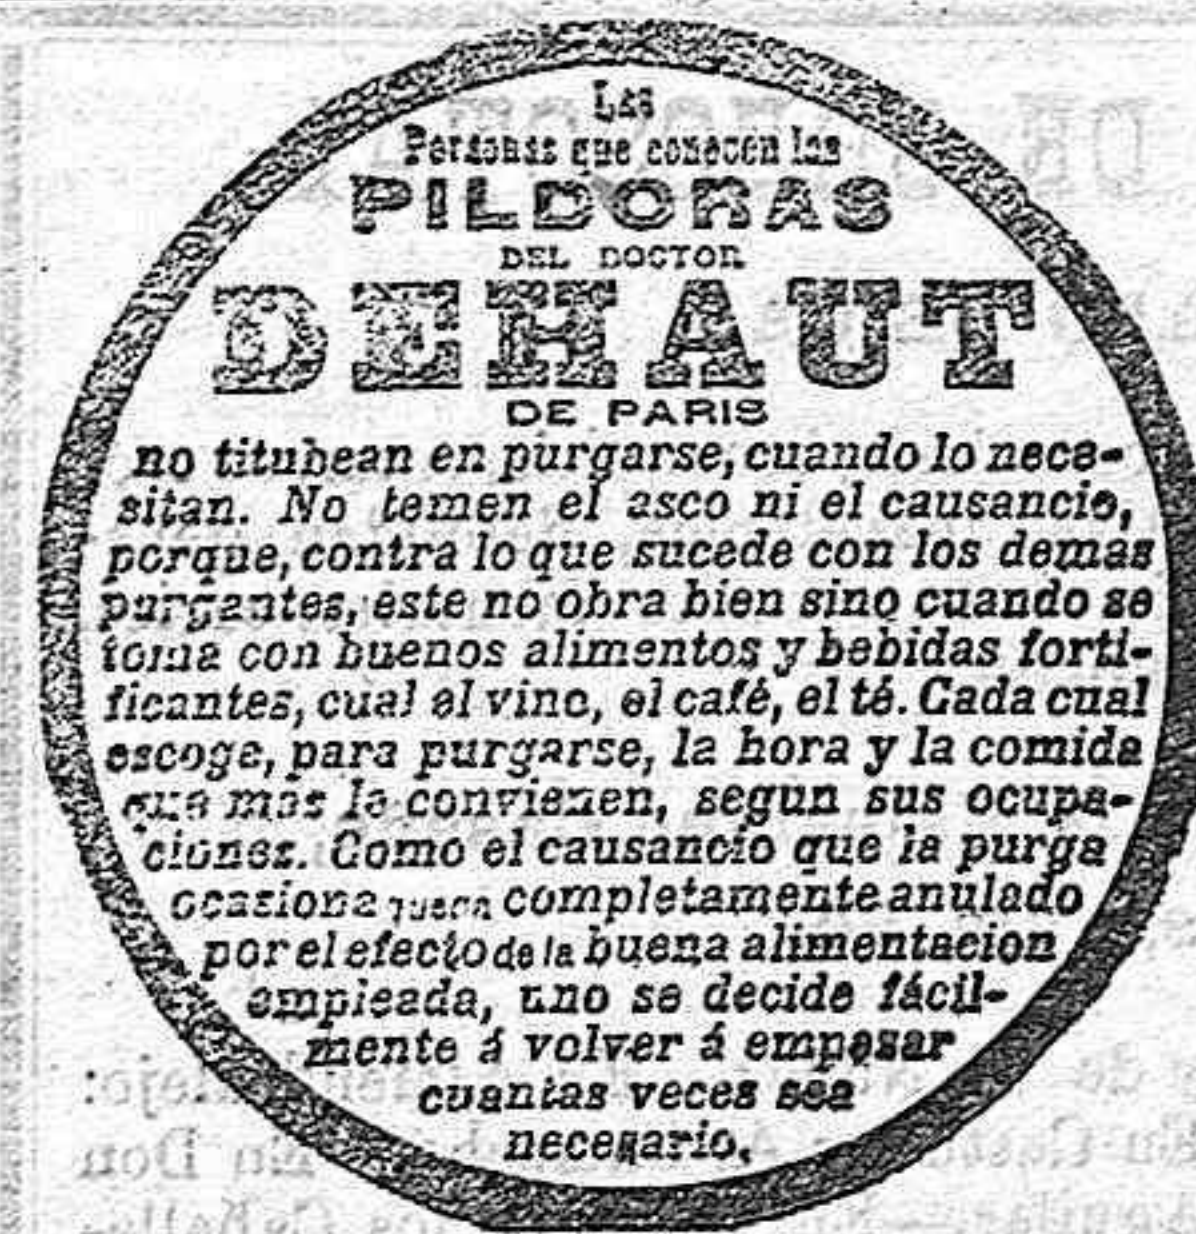 Las
Personas que conocen las
PILDORAS
DEL DOCTOR
DEHAUT
DE PARIS
no titubean en purgarse, cuando lo nece-
sitan. No temen el asco ni el causancio,
porque, contra lo que sucede con los demas
purgantes, este no obra bien sino cuando se
toma con buenos alimentos y bebidas forti-
ficantes, cual el vino, el café, el té. Cada cual
escoge, para purgarse, la hora y la comida
que mas le convienen, segun sus ocupa-
ciones. Como el causancio que la purga
ocasiona queda completamente anulado
por el efecto de la buena alimentacion
empleada, uno se decide fácil-
mente á volver á empesar
cuantas veces sea
necesario.